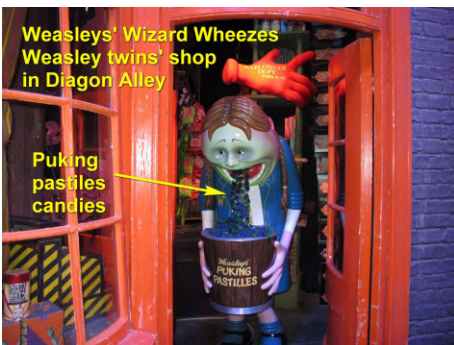 Weasleys' Wizard Wheezes
Weasley twins' shop
in Diagon Alley
Puking
pastiles
candies
Weasleys'
PUKING
PASTILLES